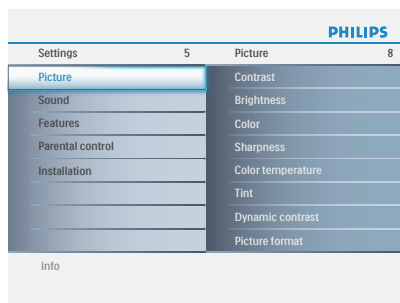 PHILIPS
Settings 5 Picture 8
Picture Contrast
Sound Brightness
Features Color
Parental control Sharpness
Installation Color temperature
Tint
Dynamic contrast
Picture format
Info